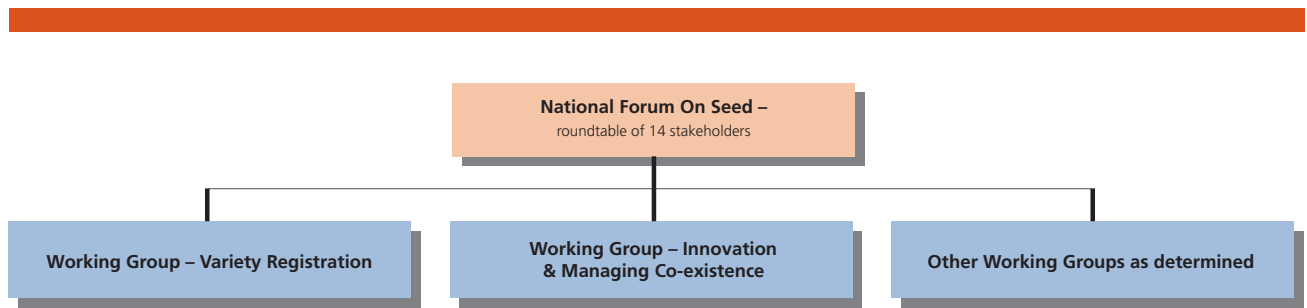 National Forum On Seed –
roundtable of 14 stakeholders
Working Group – Variety Registration
Working Group – Innovation
& Managing Co-existence
Other Working Groups as determined